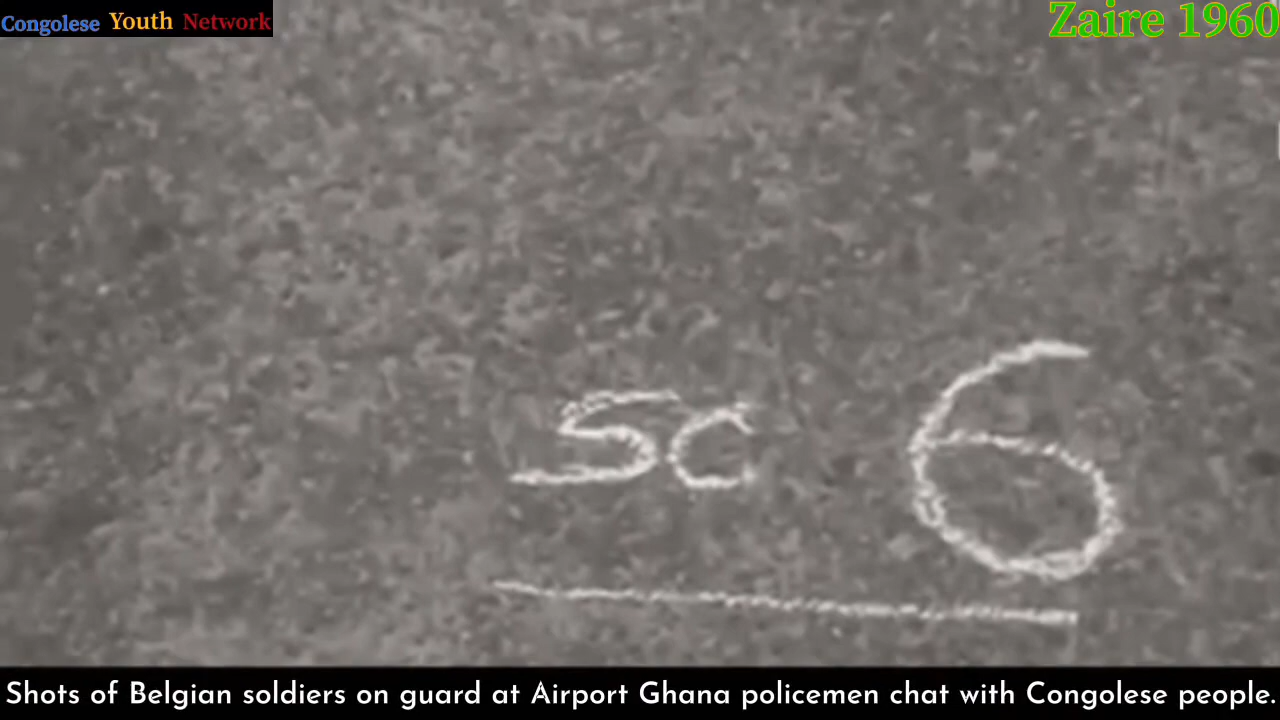 Congolese Youth Network
Zaire 1960
sc 6
Shots of Belgian soldiers on guard at Airport Ghana policemen chat with Congolese people.